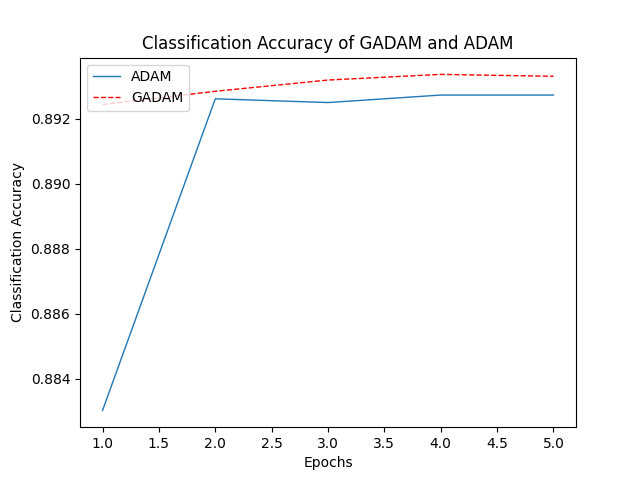 Classification Accuracy of GADAM and ADAM
ADAM
GADAM
Classification Accuracy
0.892
0.890
0.888
0.886
0.884
1.0 1.5 2.0 2.5 3.0 3.5 4.0 4.5 5.0
Epochs